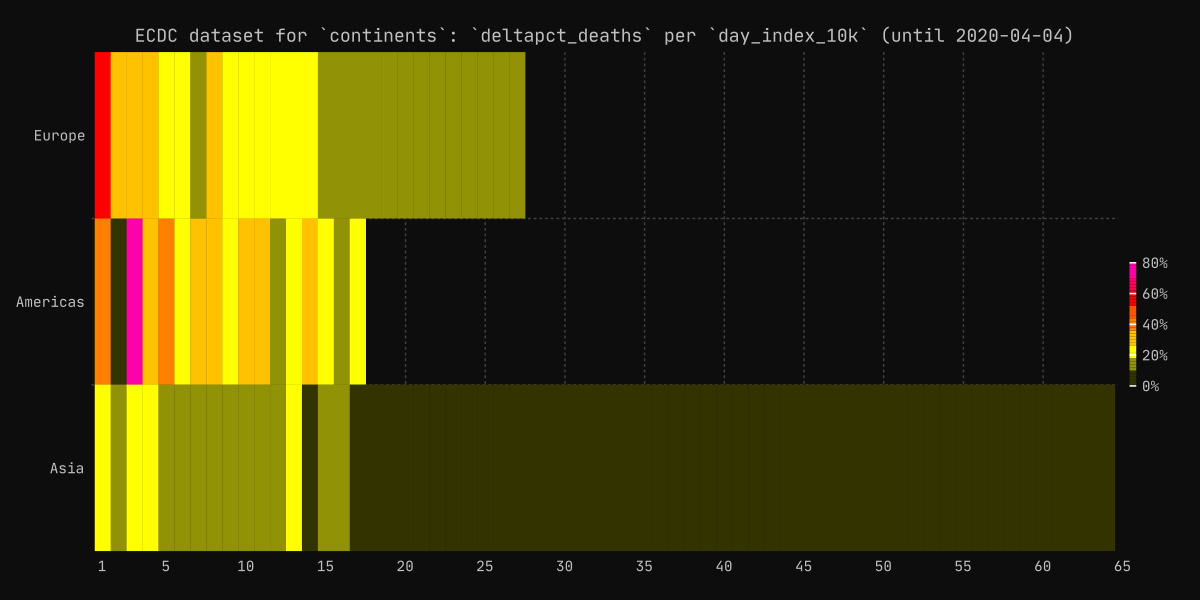 ECDC dataset for `continents`: `deltapct_deaths` per `day_index_10k` (until 2020-04-04)
Europe
Americas
Asia
80%
60%
40%
20%
0%
1 5 10 15 20 25 30 35 40 45 50 55 60 65